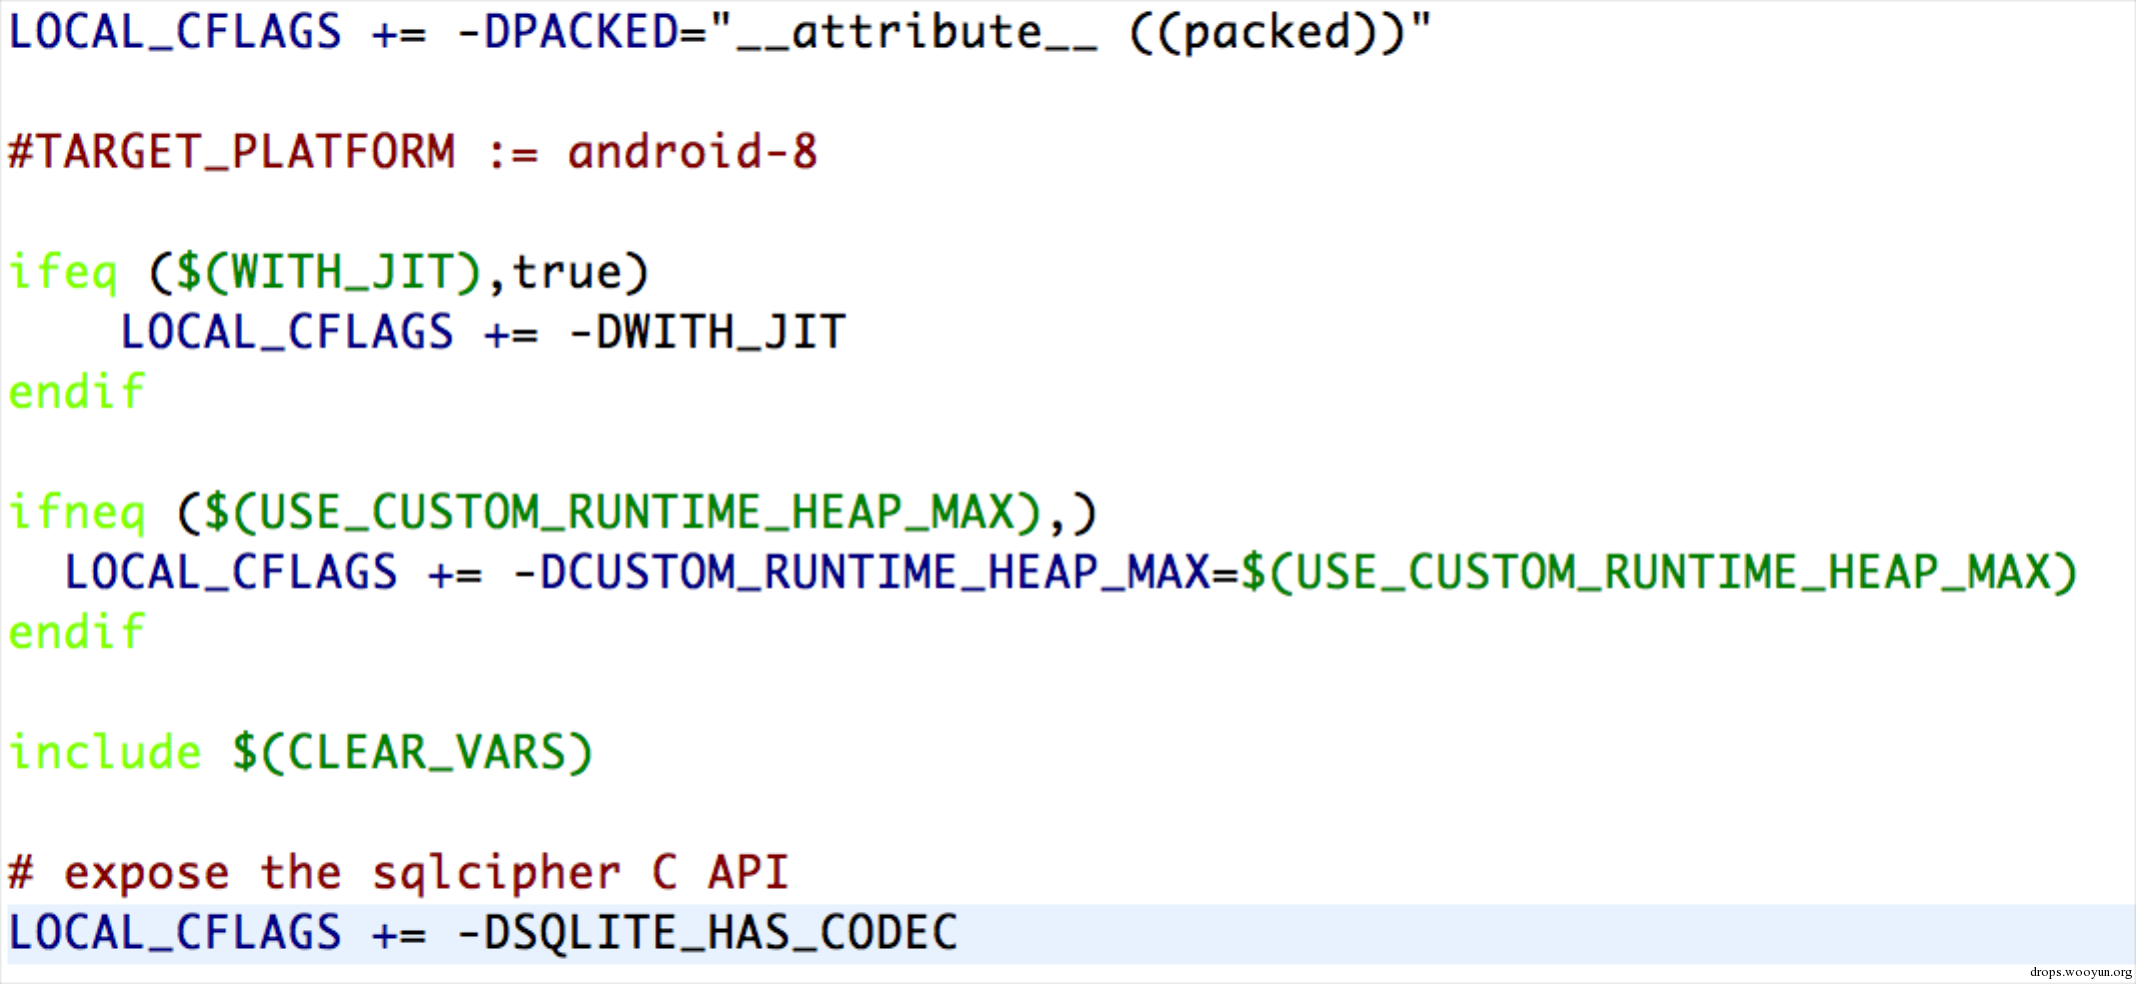 LOCAL_CFLAGS += -DPACKED="__attribute__ ((packed))"
#TARGET_PLATFORM := android-8
ifeq ($(WITH_JIT),true)
    LOCAL_CFLAGS += -DWITH_JIT
endif
ifneq ($(USE_CUSTOM_RUNTIME_HEAP_MAX),)
  LOCAL_CFLAGS += -DCUSTOM_RUNTIME_HEAP_MAX=$(USE_CUSTOM_RUNTIME_HEAP_MAX)
endif
include $(CLEAR_VARS)
# expose the sqlcipher C API
LOCAL_CFLAGS += -DSQLITE_HAS_CODEC
drops.wooyun.org